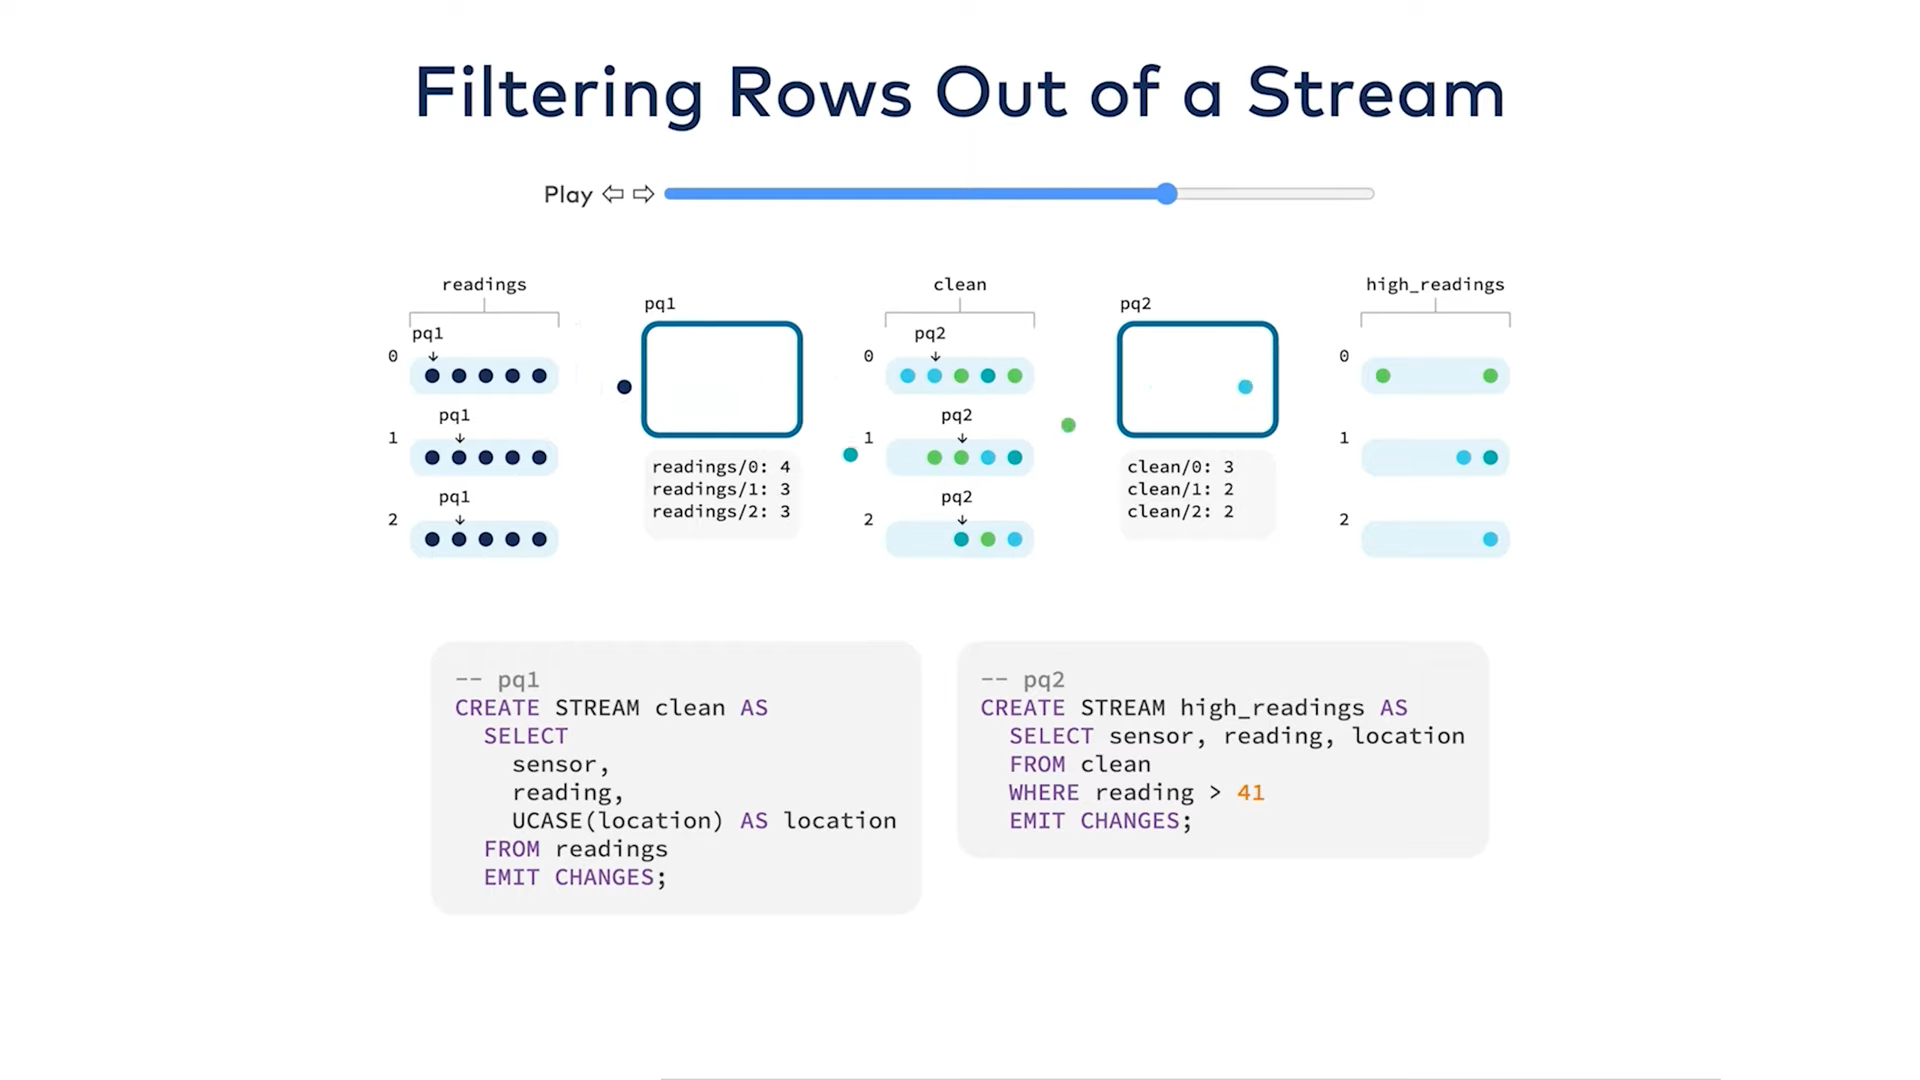 Filtering Rows Out of a Stream
Play ⇦ ⇨
readings
clean
high_readings
pq1
pq2
pq1
↓
pq2
↓
0
0
0
pq1
↓
pq2
↓
1
1
1
readings/0: 4
readings/1: 3
readings/2: 3
clean/0: 3
clean/1: 2
clean/2: 2
pq1
↓
pq2
↓
2
2
2
-- pq1
CREATE STREAM clean AS
SELECT
sensor,
reading,
UCASE(location) AS location
FROM readings
EMIT CHANGES;
-- pq2
CREATE STREAM high_readings AS
SELECT sensor, reading, location
FROM clean
WHERE reading > 41
EMIT CHANGES;